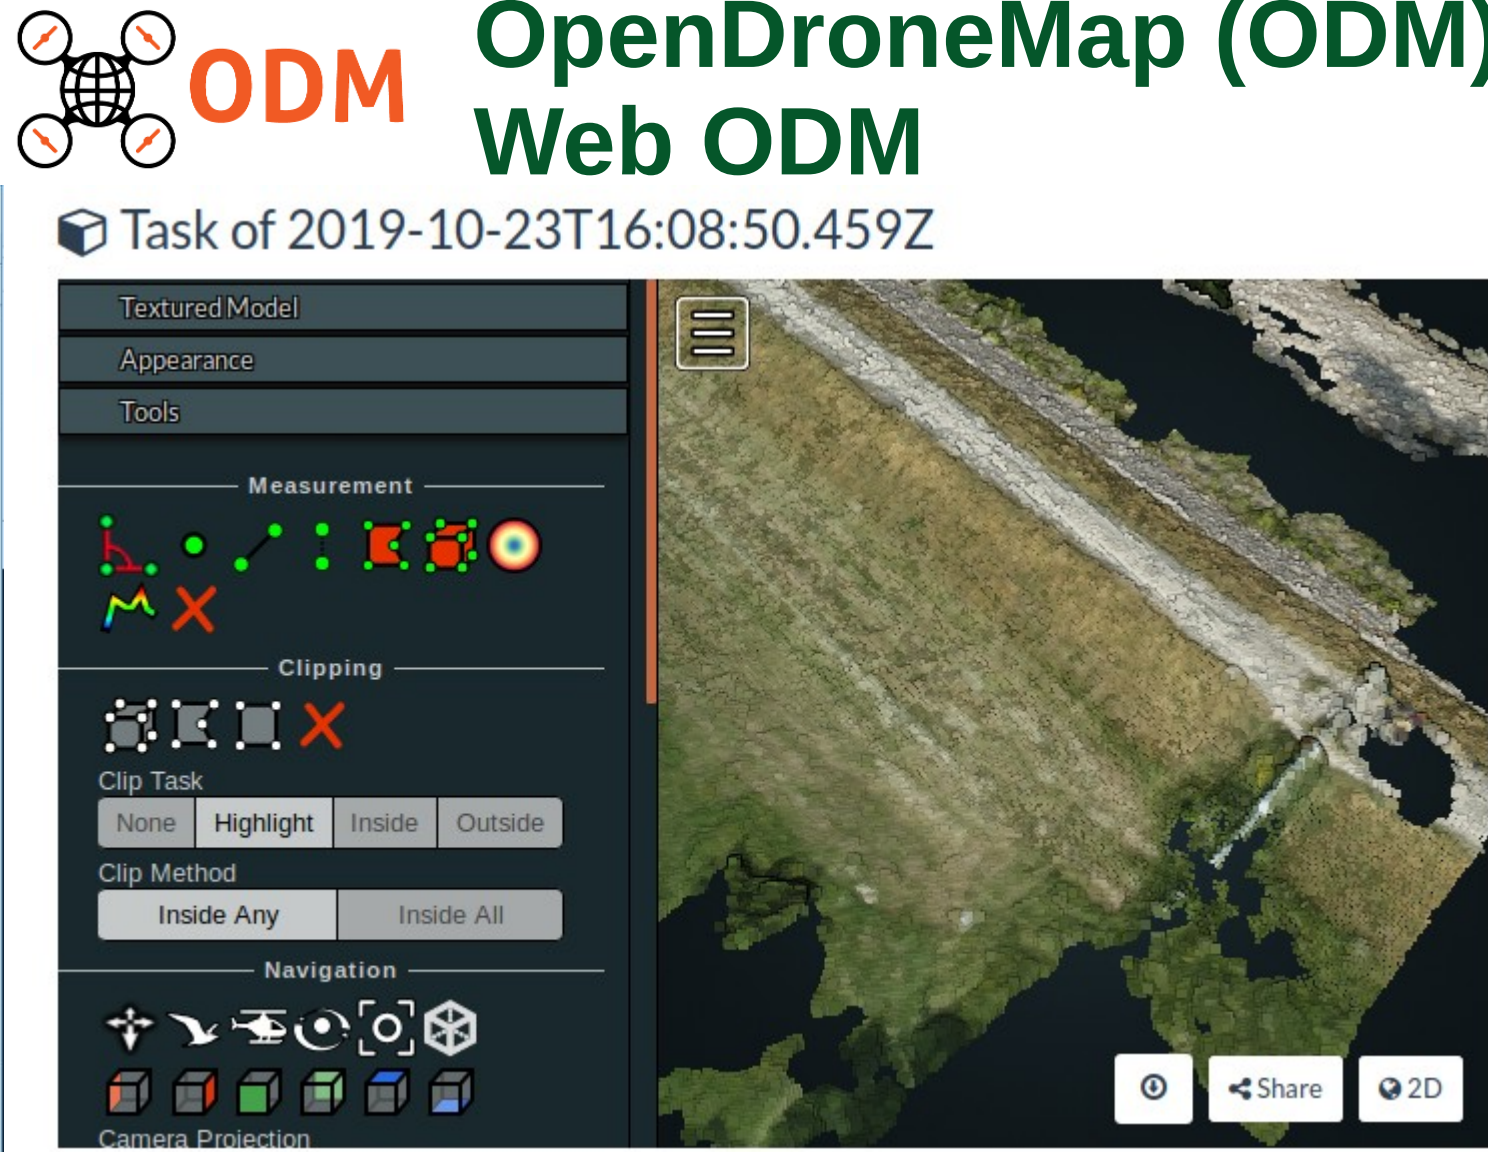 ODM
OpenDroneMap (ODM)
Web ODM
Task of 2019-10-23T16:08:50.459Z
Textured Model
Appearance
Tools
Measurement
Clipping
Clip Task
None Highlight Inside Outside
Clip Method
Inside Any Inside All
Navigation
Camera Projection
Share 2D